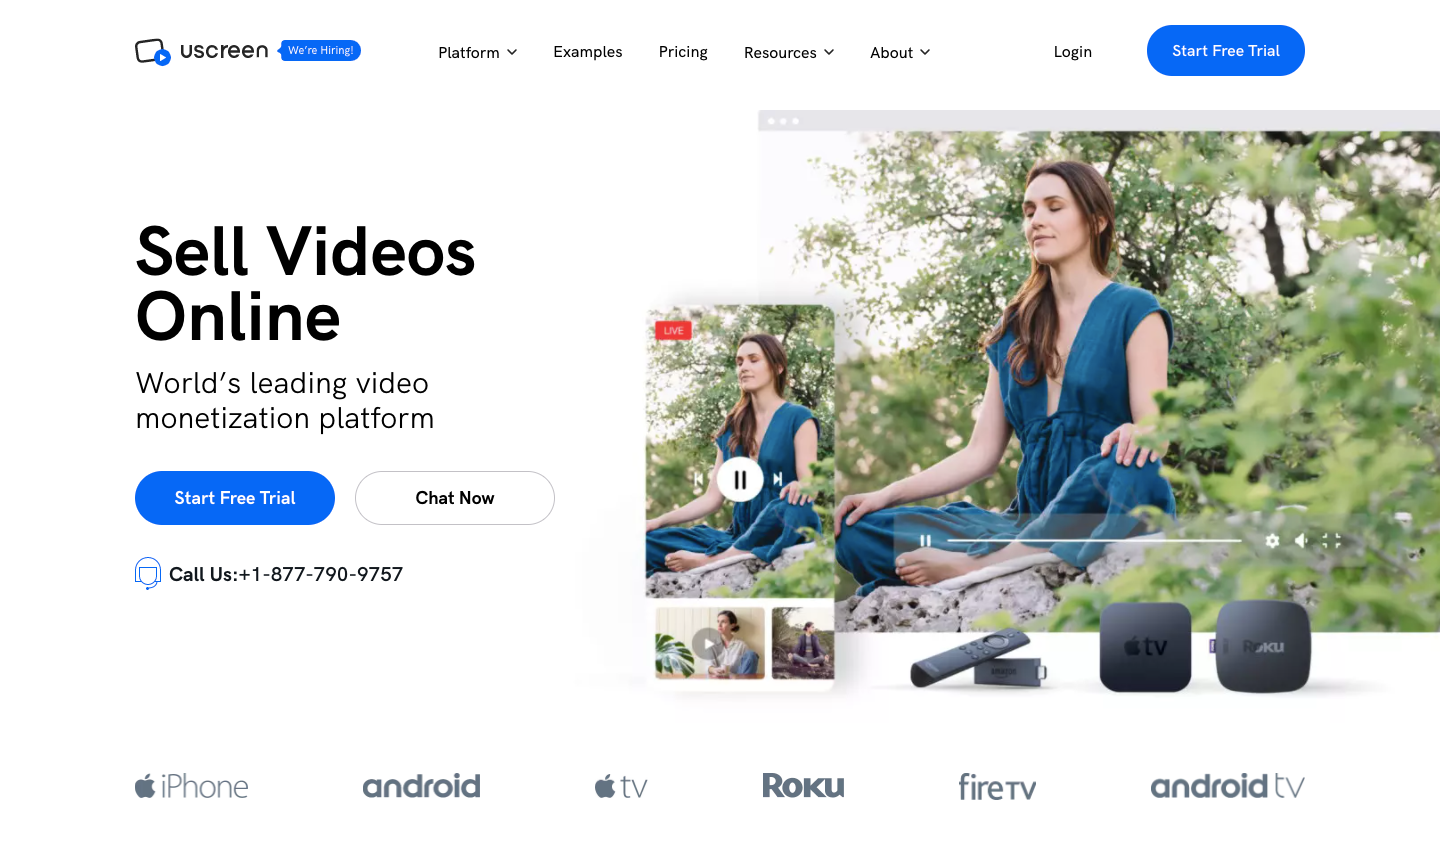 uscreen
We're Hiring!
Platform
Examples
Pricing
Resources
About
Login
Start Free Trial
Sell Videos
Online
World's leading video
monetization platform
Start Free Trial
Chat Now
Call Us:+1-877-790-9757
LIVE
tv
Roku
iPhone
android
tv
Roku
firetv
android tv